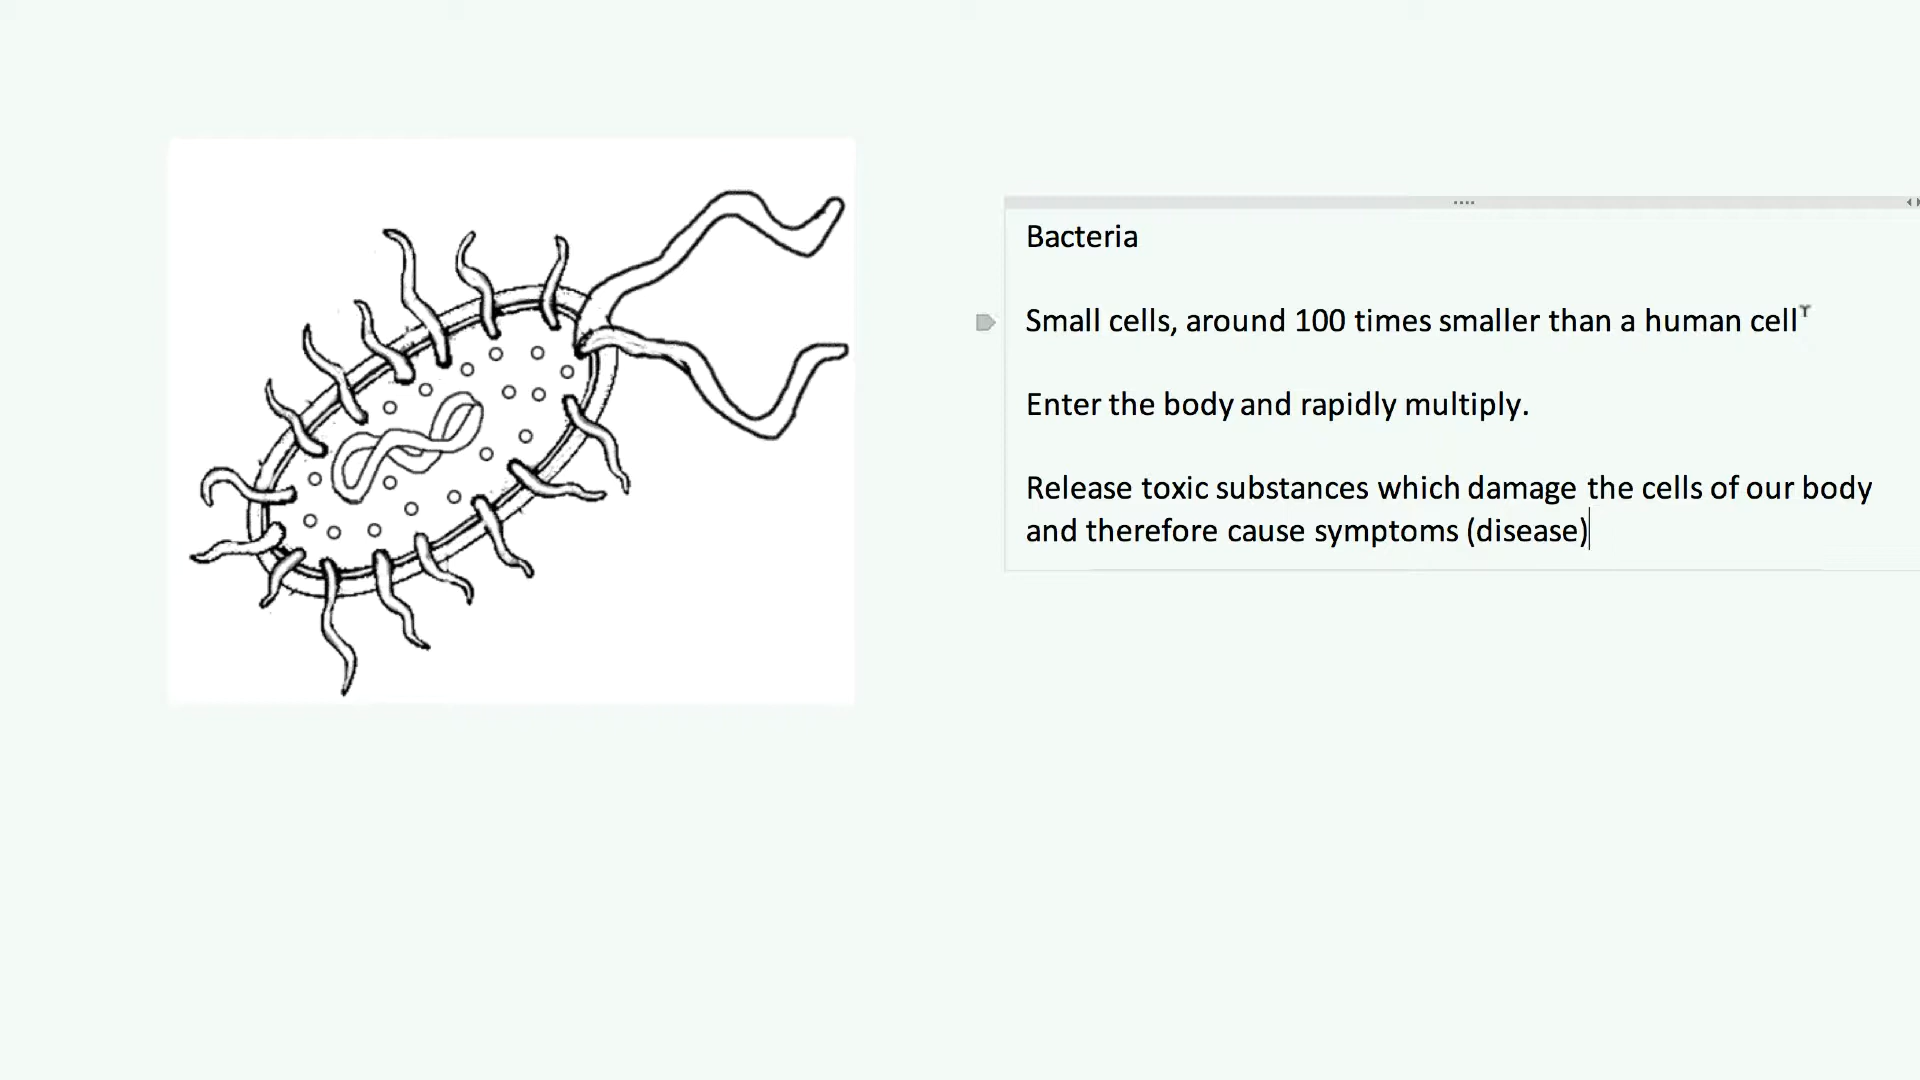 Bacteria
Small cells, around 100 times smaller than a human cell
Enter the body and rapidly multiply.
Release toxic substances which damage the cells of our body
and therefore cause symptoms (disease)